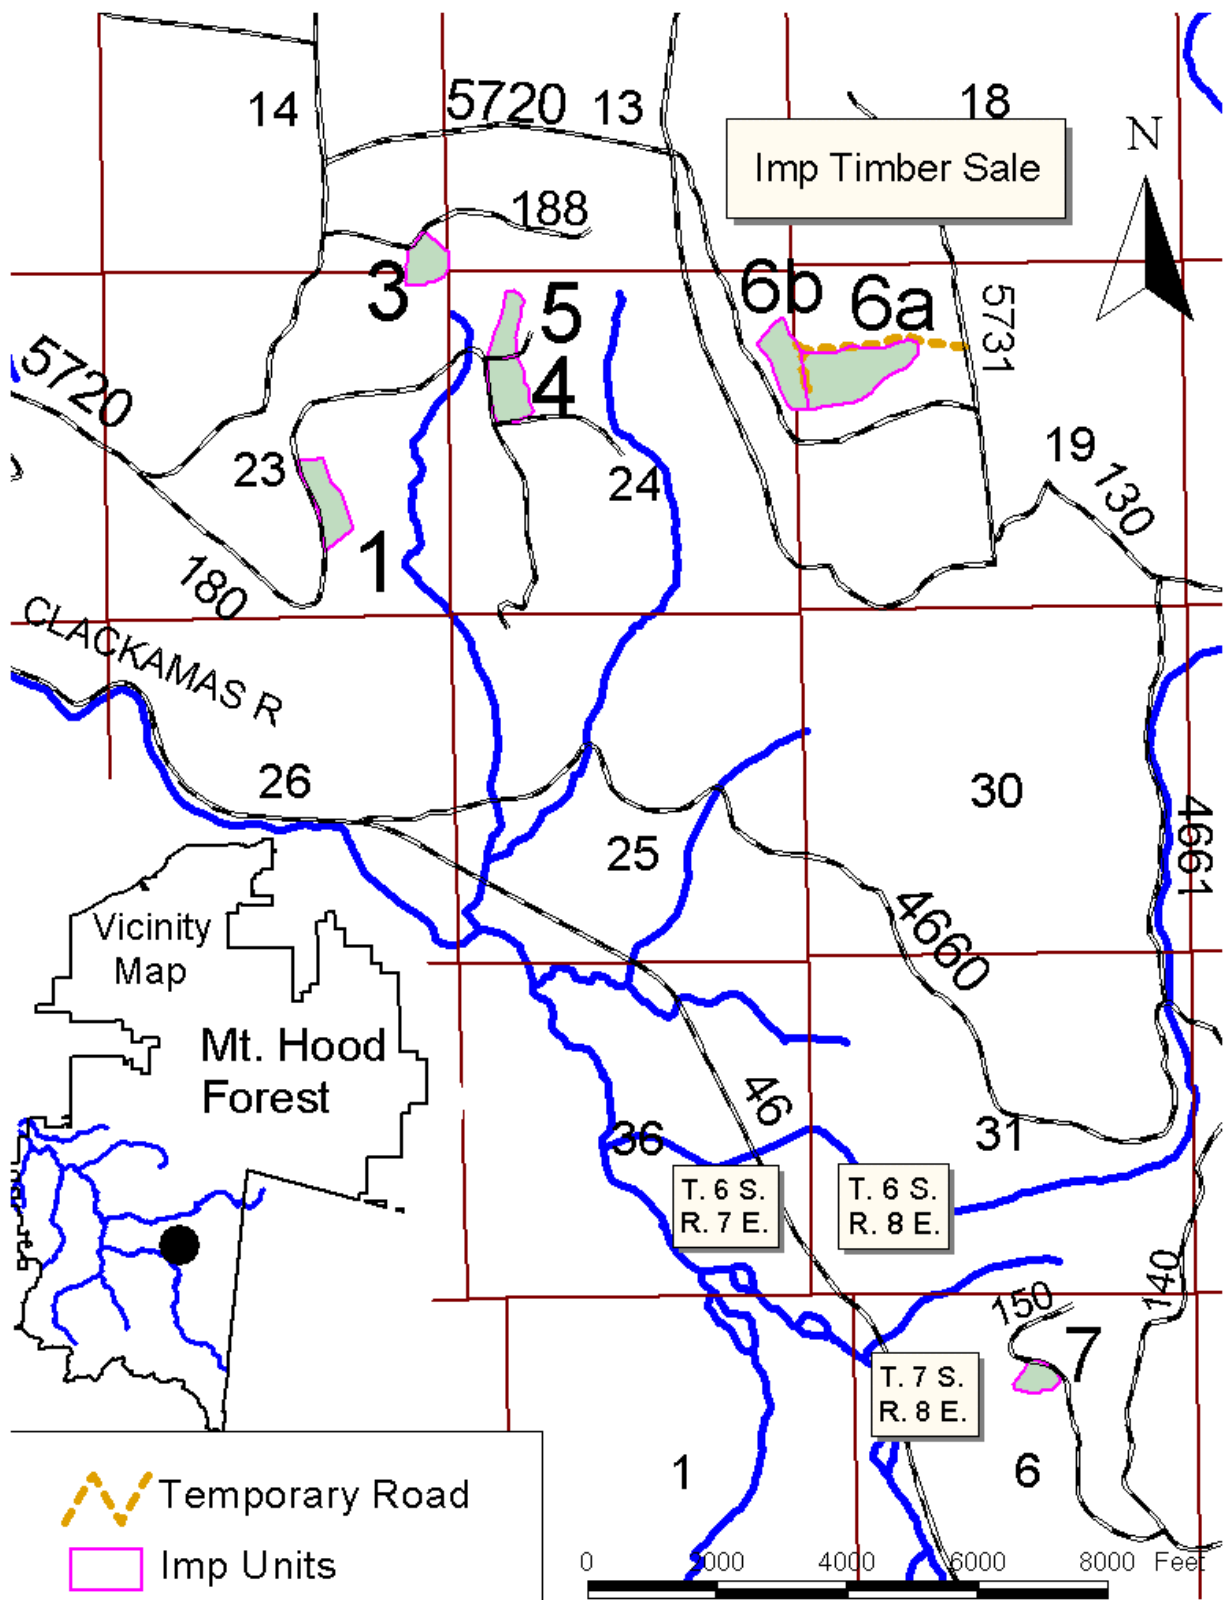 14
5720
13
18
Imp Timber Sale
N
188
3
5
6b
6a
5731
5720
4
23
24
19
130
1
180
CLACKAMAS R
26
25
30
4661
Vicinity
Map
4660
Mt. Hood
Forest
46
36
31
T. 6 S.
R. 7 E.
T. 6 S.
R. 8 E.
140
150
7
T. 7 S.
R. 8 E.
1
6
Temporary Road
Imp Units
0 2000 4000 6000 8000 Feet